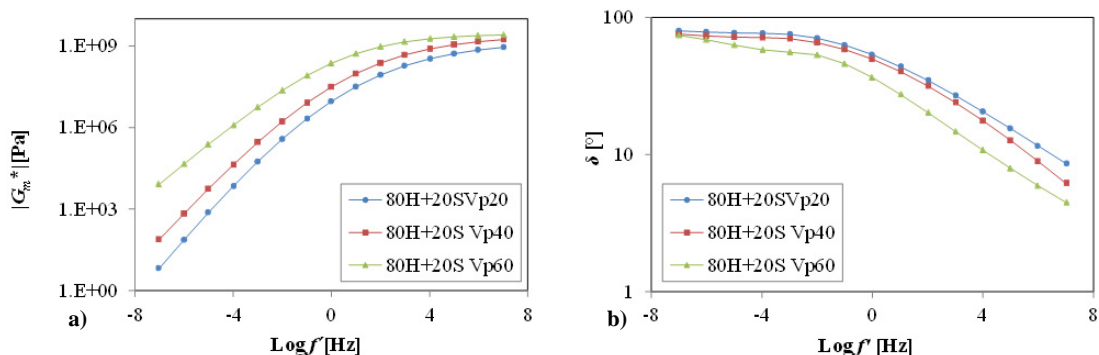 a)
|Gm*|[Pa]
1.E+09
1.E+06
1.E+03
1.E+00
-8
-4
0
4
8
Log f'[Hz]
80H+20SVp20
80H+20S Vp40
80H+20S Vp60
b)
δ [°]
100
10
1
-8
-4
0
4
8
Log f' [Hz]
80H+20SVp20
80H+20S Vp40
80H+20S Vp60